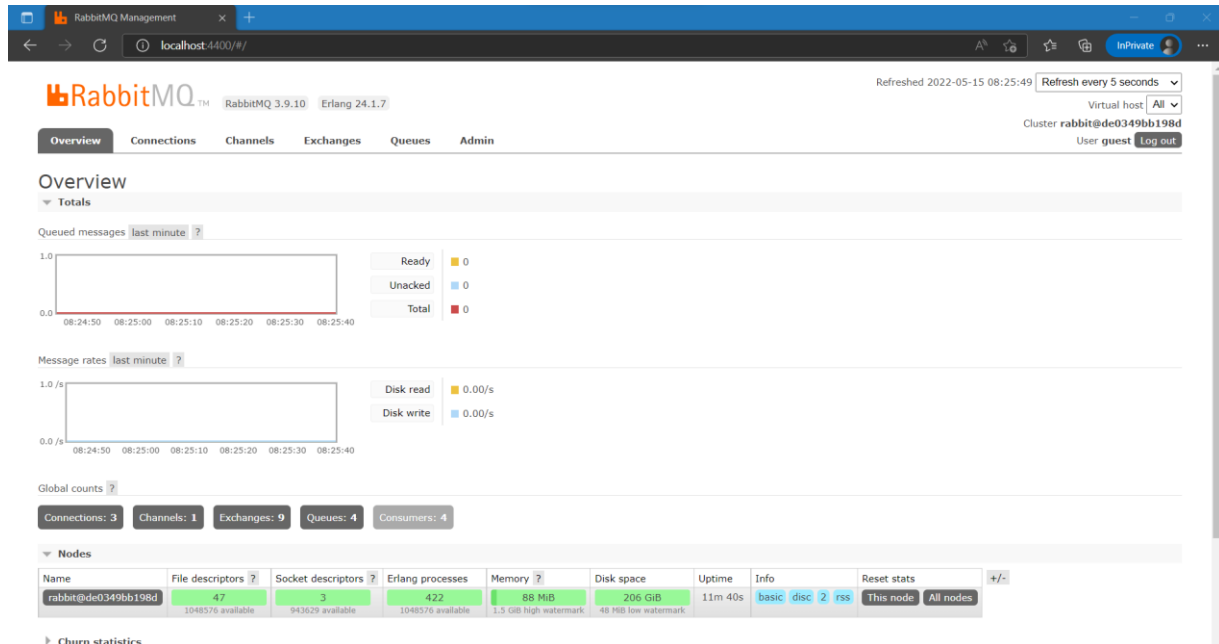 RabbitMQ Management
localhost:4400/#/
InPrivate
Refreshed 2022-05-15 08:25:49 Refresh every 5 seconds
RabbitMQ TM RabbitMQ 3.9.10 Erlang 24.1.7
Virtual host All
Cluster rabbit@de0349bb198d
User guest Log out
Overview Connections Channels Exchanges Queues Admin
Overview
Totals
Queued messages last minute ?
1.0
0.0
08:24:50 08:25:00 08:25:10 08:25:20 08:25:30 08:25:40
Ready 0
Unacked 0
Total 0
Message rates last minute ?
1.0 /s
0.0 /s
08:24:50 08:25:00 08:25:10 08:25:20 08:25:30 08:25:40
Disk read 0.00/s
Disk write 0.00/s
Global counts ?
Connections: 3 Channels: 1 Exchanges: 9 Queues: 4 Consumers: 4
Nodes
Name File descriptors ? Socket descriptors ? Erlang processes Memory ? Disk space Uptime Info Reset stats +/-
rabbit@de0349bb198d 47 3 422 88 MiB 206 GiB 11m 40s basic disc 2 rss This node All nodes
1048576 available 943629 available 1048576 available 1.5 GiB high watermark 48 MiB low watermark
Churn statistics